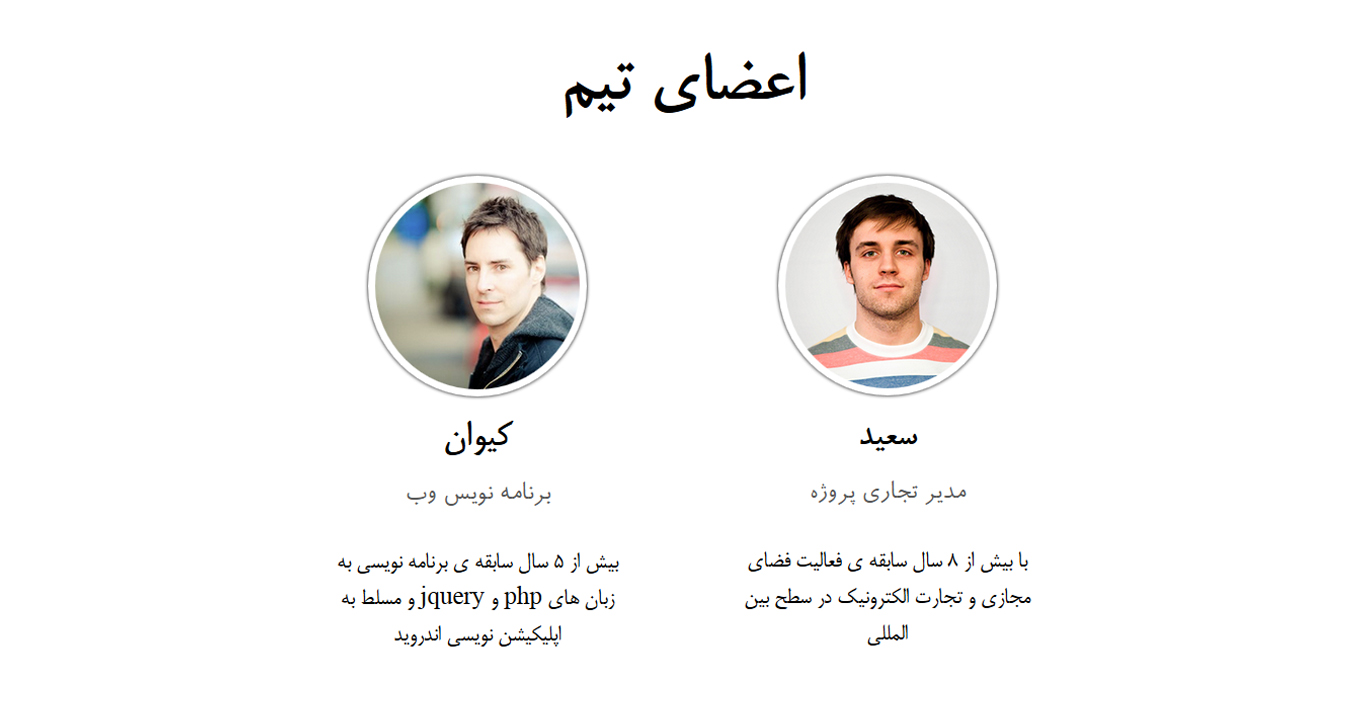 اعضای تیم
سعید
مدیر تجاری پروژه
با بیش از ۸ سال سابقه ی فعالیت فضای
مجازی و تجارت الکترونیک در سطح بین
المللی
کیوان
برنامه نویس وب
بیش از ۵ سال سابقه ی برنامه نویسی به
زبان های php و jquery و مسلط به
اپلیکیشن نویسی اندروید